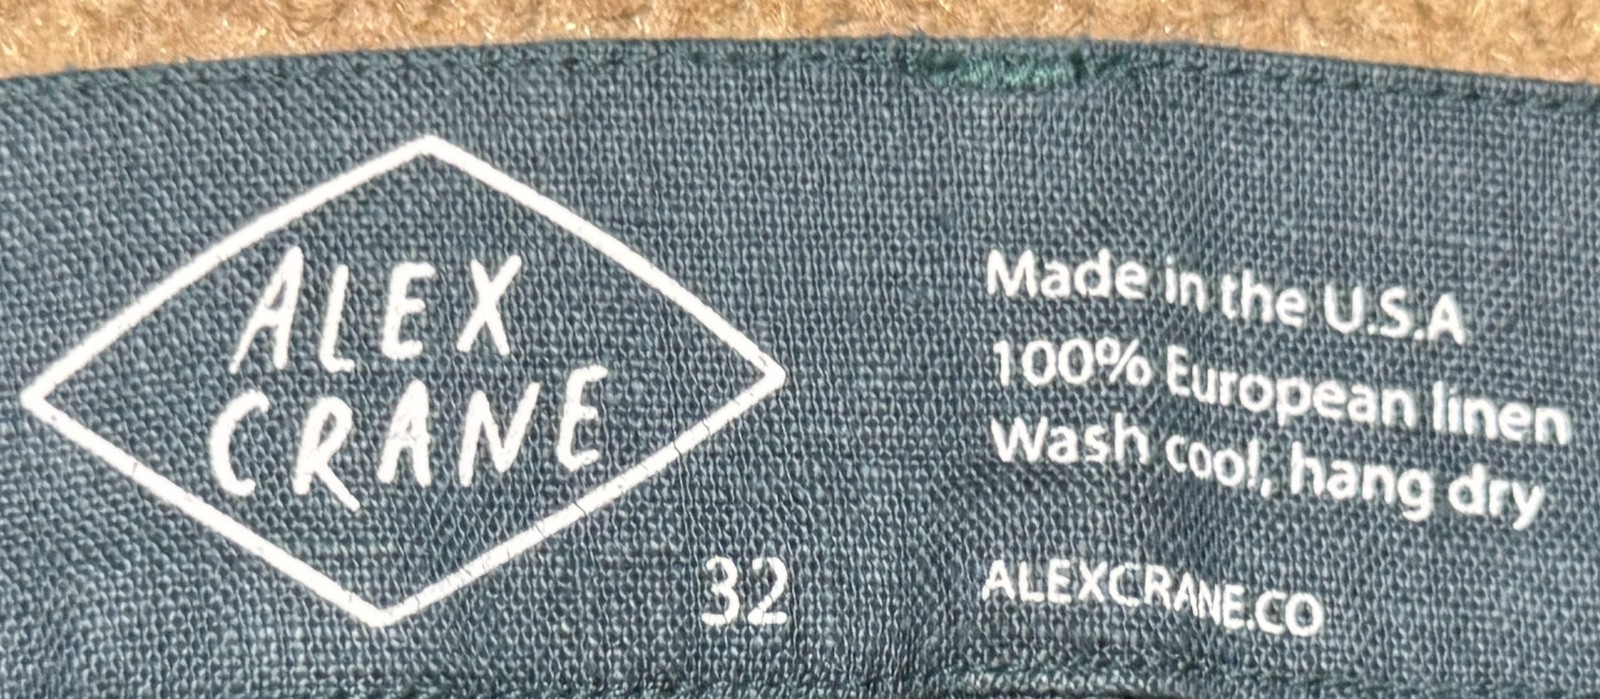 ALEX
CRANE
32
Made in the U.S.A
100% European linen
Wash cool, hang dry
ALEXCRANE.CO